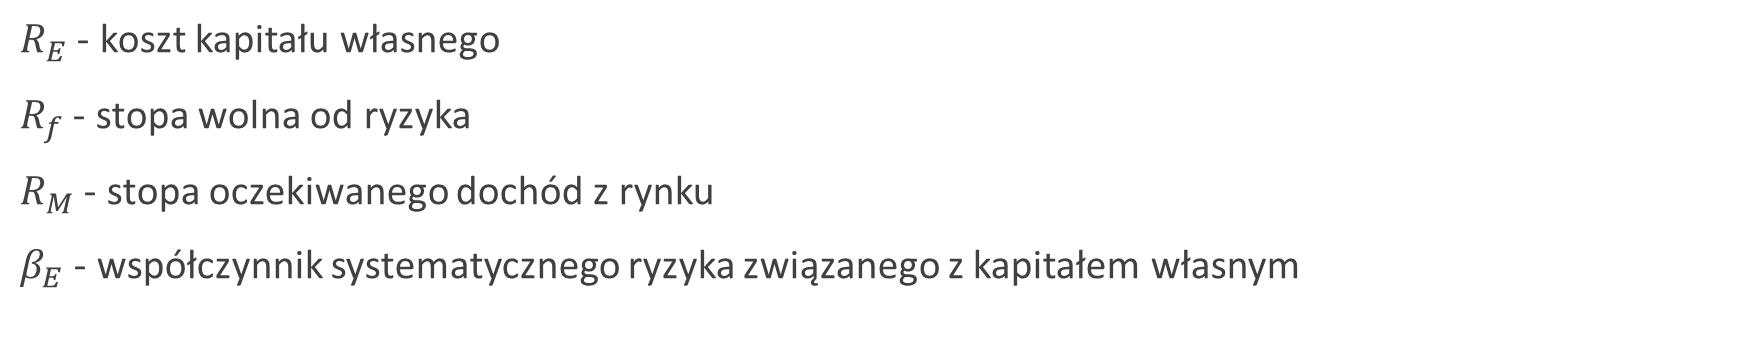 R_E - koszt kapitału własnego
R_f - stopa wolna od ryzyka
R_M - stopa oczekiwanego dochód z rynku
β_E - współczynnik systematycznego ryzyka związanego z kapitałem własnym